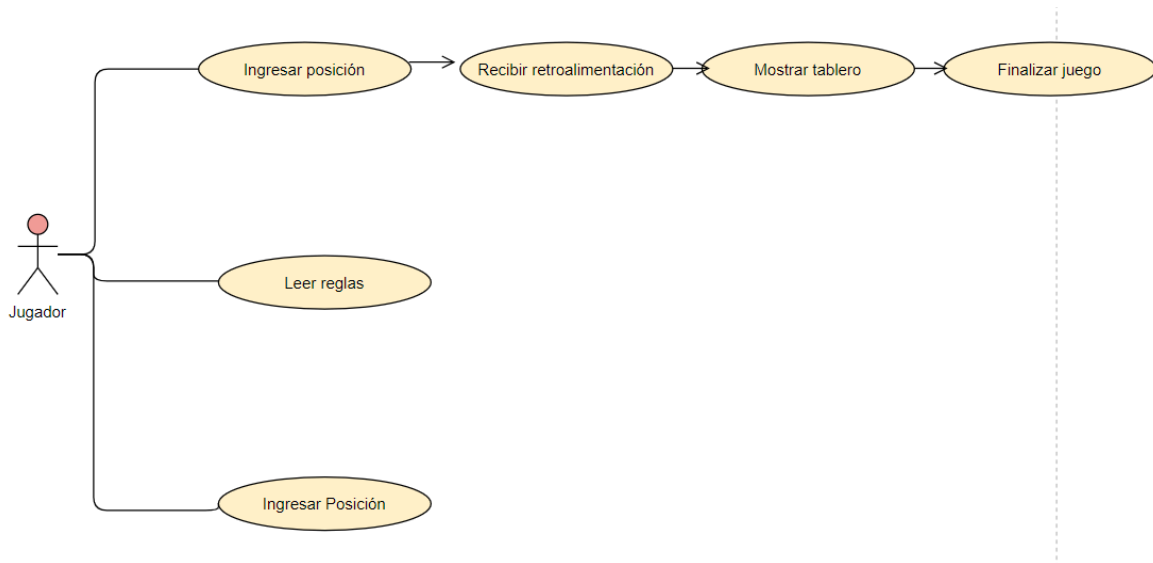 Ingresar posición
Recibir retroalimentación
Mostrar tablero
Finalizar juego
Leer reglas
Jugador
Ingresar Posición